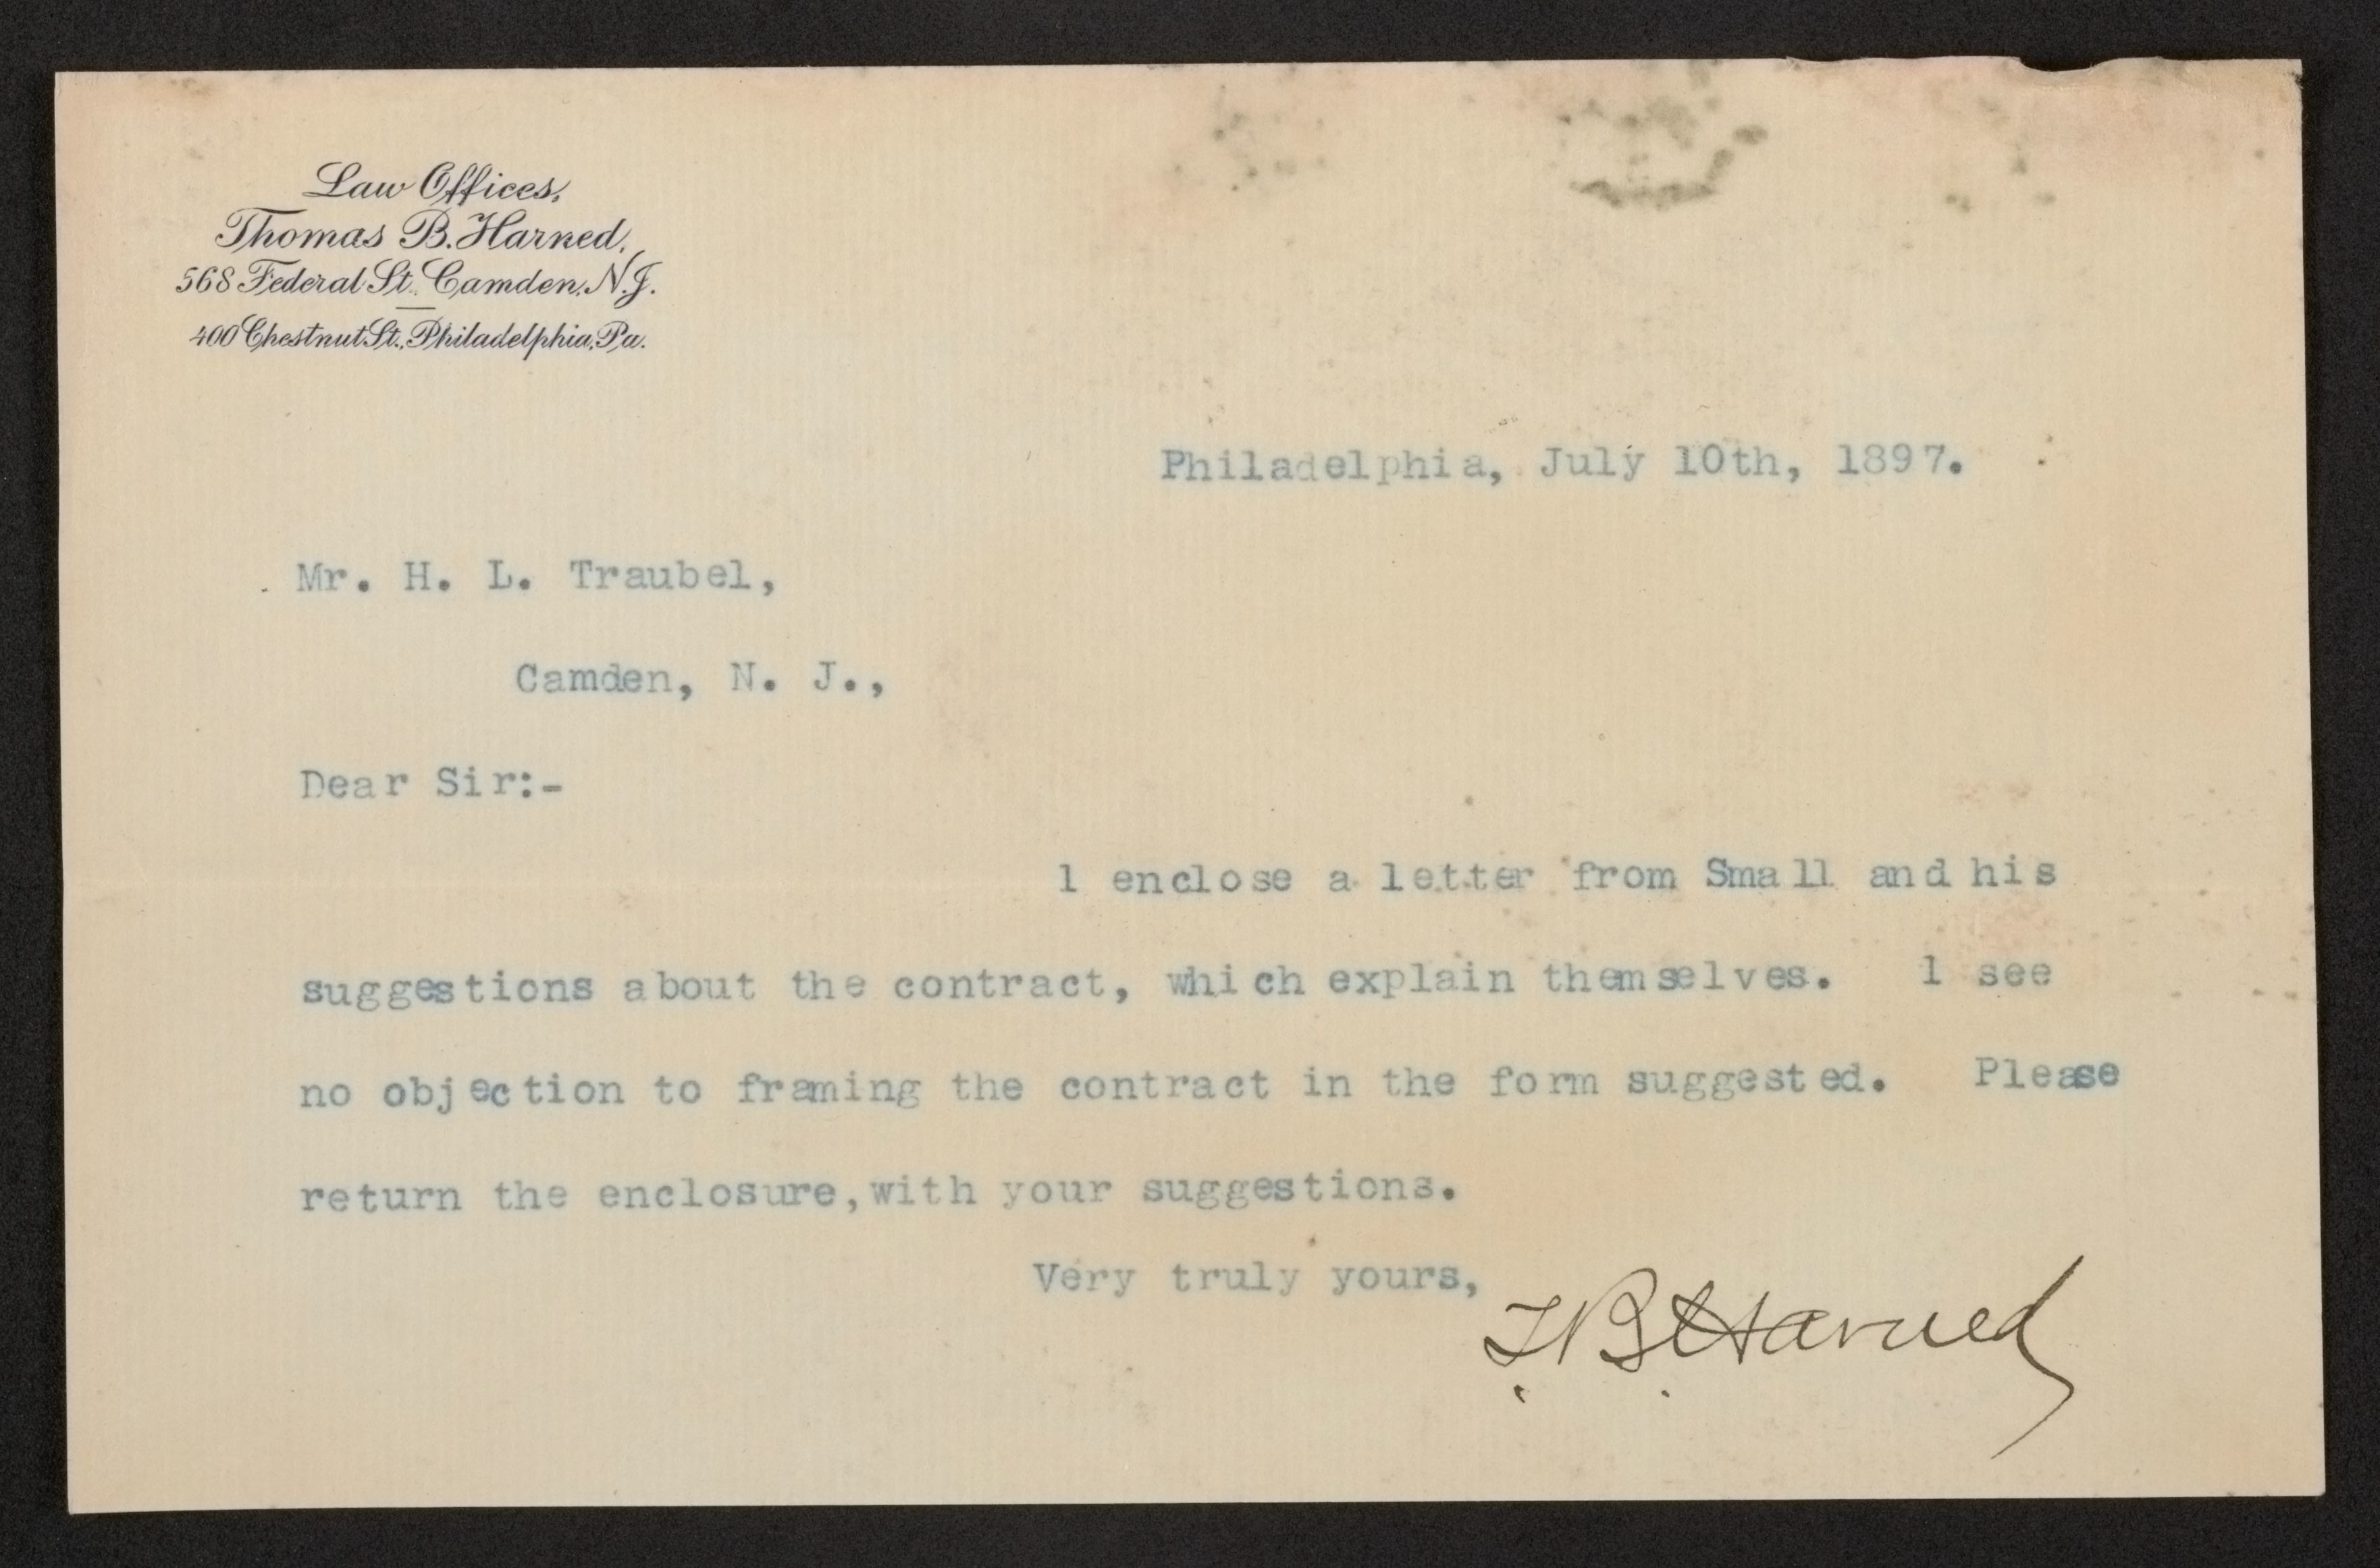 Law Offices,
Thomas B. Harned,
568 Federal St. Camden, N.J.
400 Chestnut St., Philadelphia, Pa.
Philadelphia, July 10th, 1897.
Mr. H. L. Traubel,
Camden, N. J.,
Dear Sir:-
1 enclose a letter from Small and his
suggestions about the contract, which explain themselves. 1 see
no objection to framing the contract in the form suggested. Please
return the enclosure,with your suggestions.
Very truly yours,
T. B. Harned